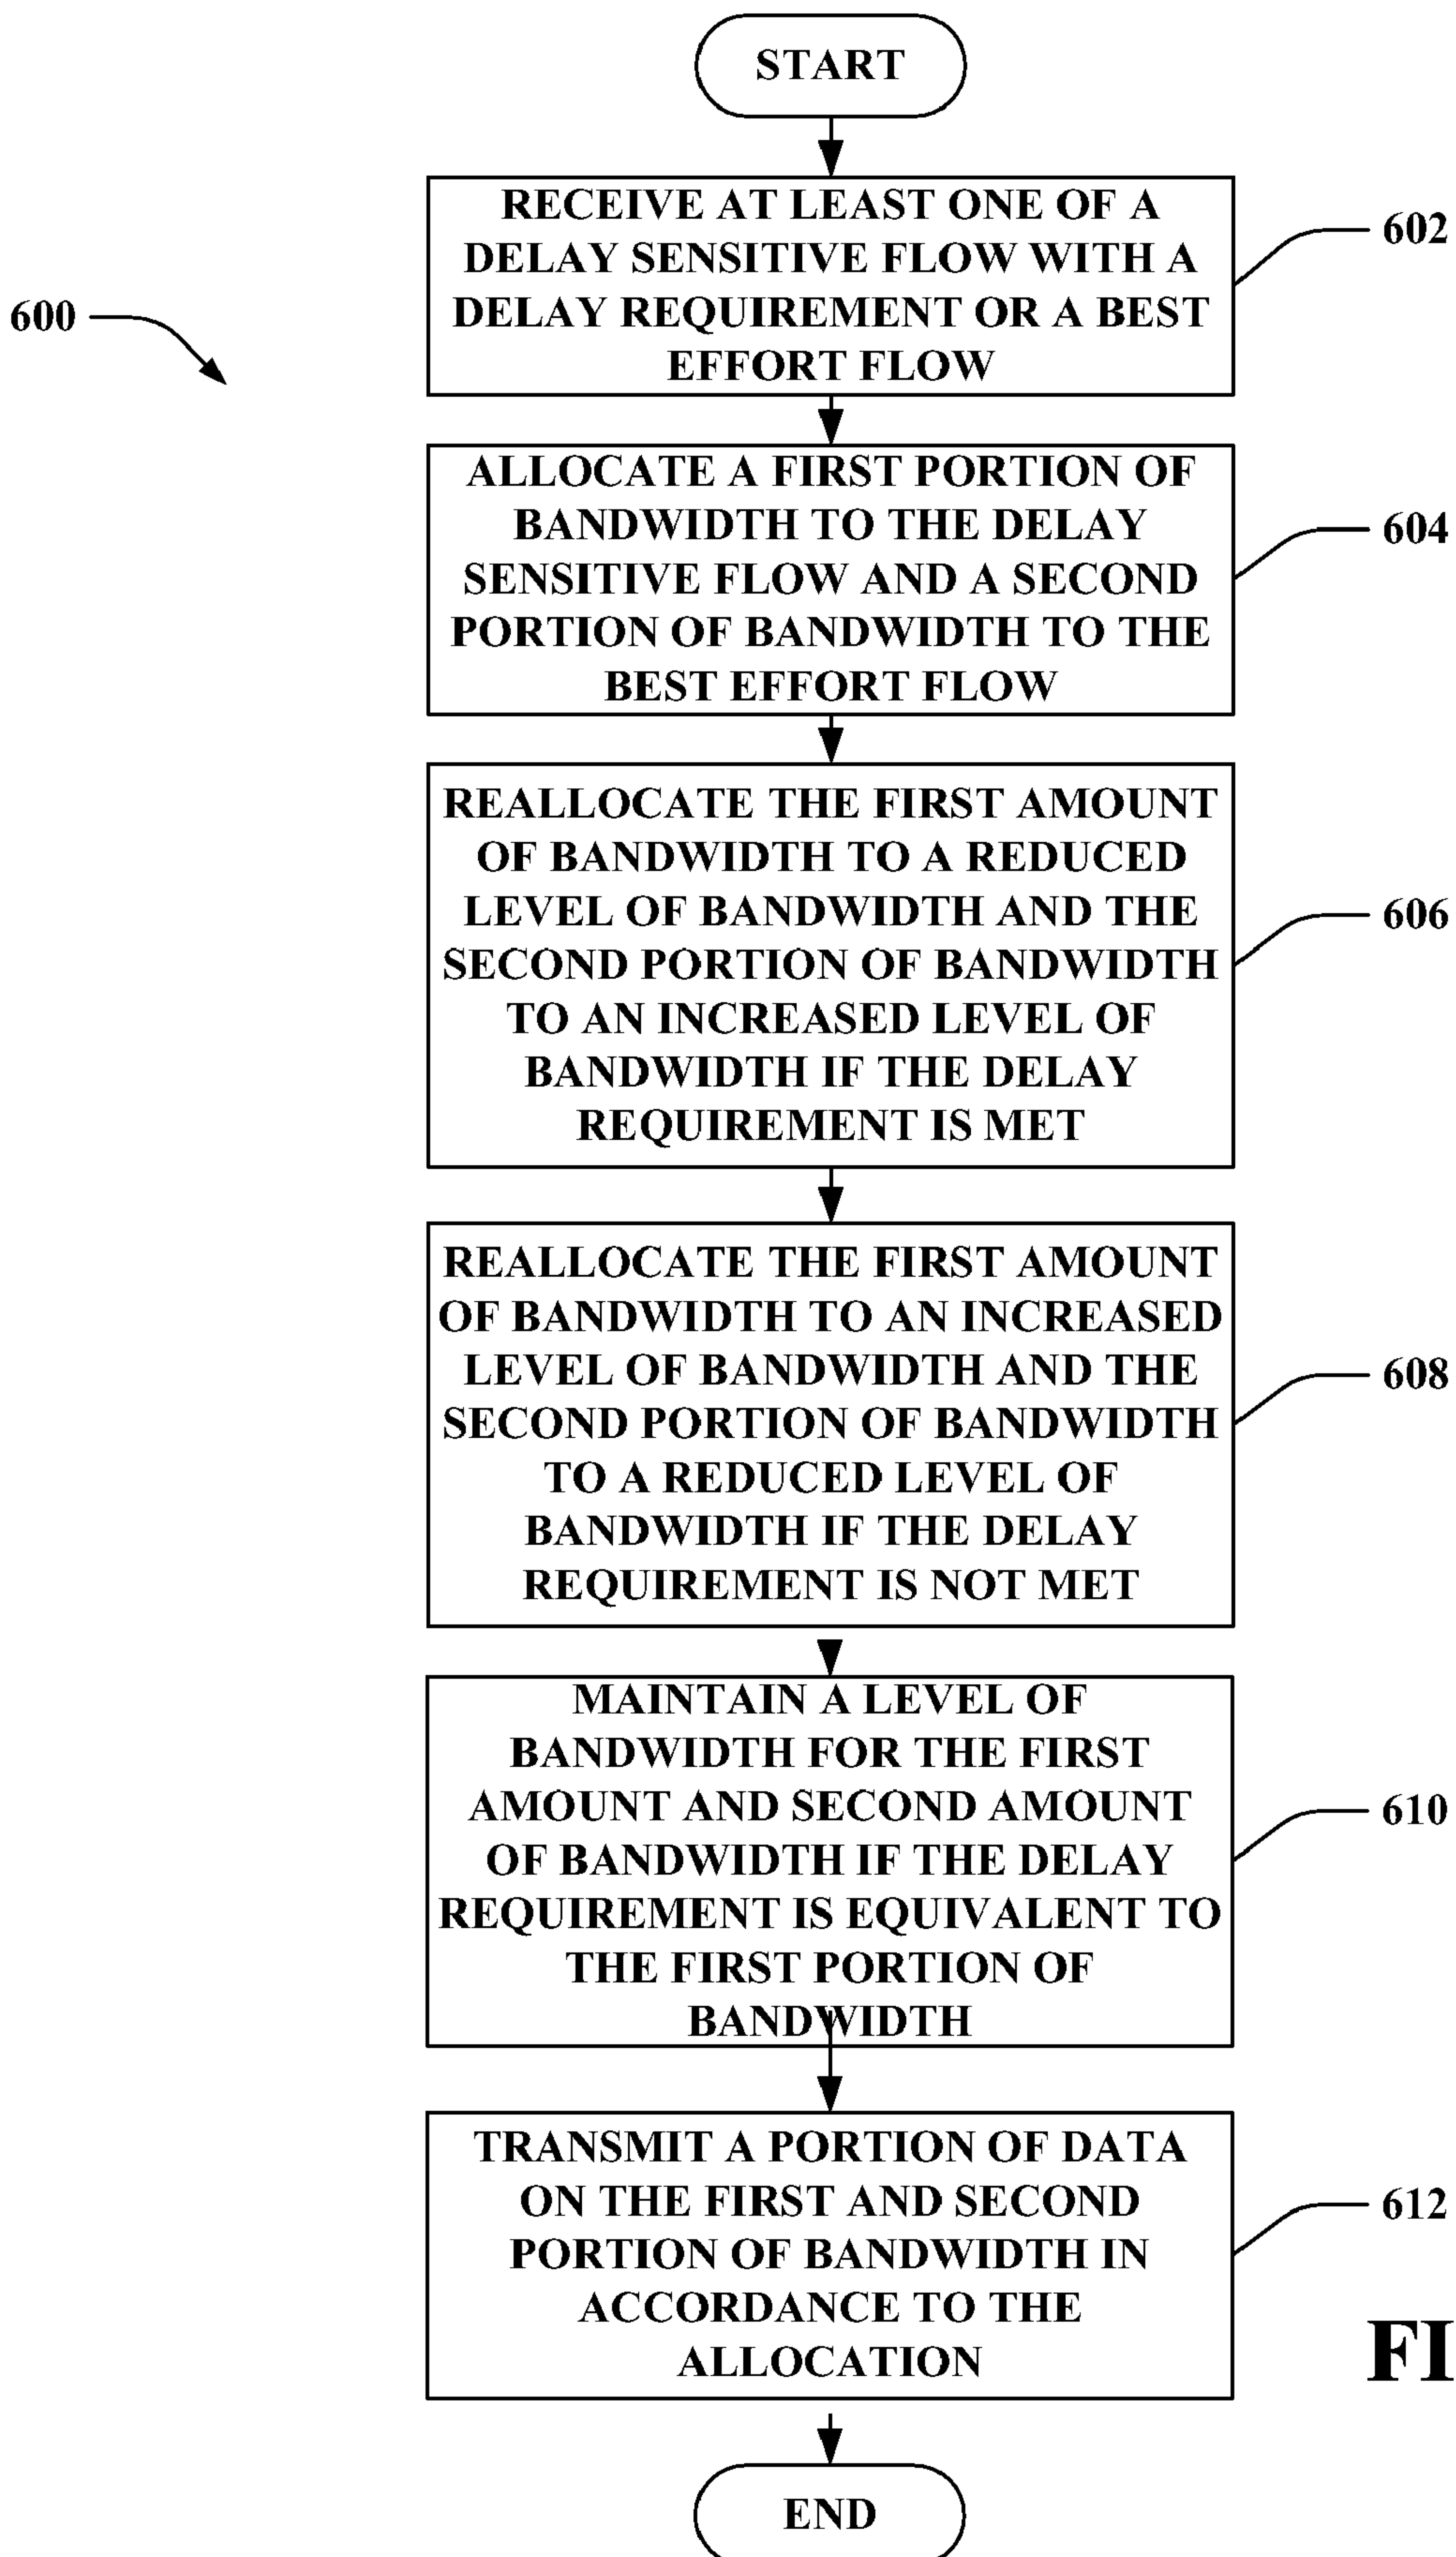 START
RECEIVE AT LEAST ONE OF A
DELAY SENSITIVE FLOW WITH A
DELAY REQUIREMENT OR A BEST
EFFORT FLOW
602
600
ALLOCATE A FIRST PORTION OF
BANDWIDTH TO THE DELAY
SENSITIVE FLOW AND A SECOND
PORTION OF BANDWIDTH TO THE
BEST EFFORT FLOW
604
REALLOCATE THE FIRST AMOUNT
OF BANDWIDTH TO A REDUCED
LEVEL OF BANDWIDTH AND THE
SECOND PORTION OF BANDWIDTH
TO AN INCREASED LEVEL OF
BANDWIDTH IF THE DELAY
REQUIREMENT IS MET
606
REALLOCATE THE FIRST AMOUNT
OF BANDWIDTH TO AN INCREASED
LEVEL OF BANDWIDTH AND THE
SECOND PORTION OF BANDWIDTH
TO A REDUCED LEVEL OF
BANDWIDTH IF THE DELAY
REQUIREMENT IS NOT MET
608
MAINTAIN A LEVEL OF
BANDWIDTH FOR THE FIRST
AMOUNT AND SECOND AMOUNT
OF BANDWIDTH IF THE DELAY
REQUIREMENT IS EQUIVALENT TO
THE FIRST PORTION OF
BANDWIDTH
610
TRANSMIT A PORTION OF DATA
ON THE FIRST AND SECOND
PORTION OF BANDWIDTH IN
ACCORDANCE TO THE
ALLOCATION
612
FI
END